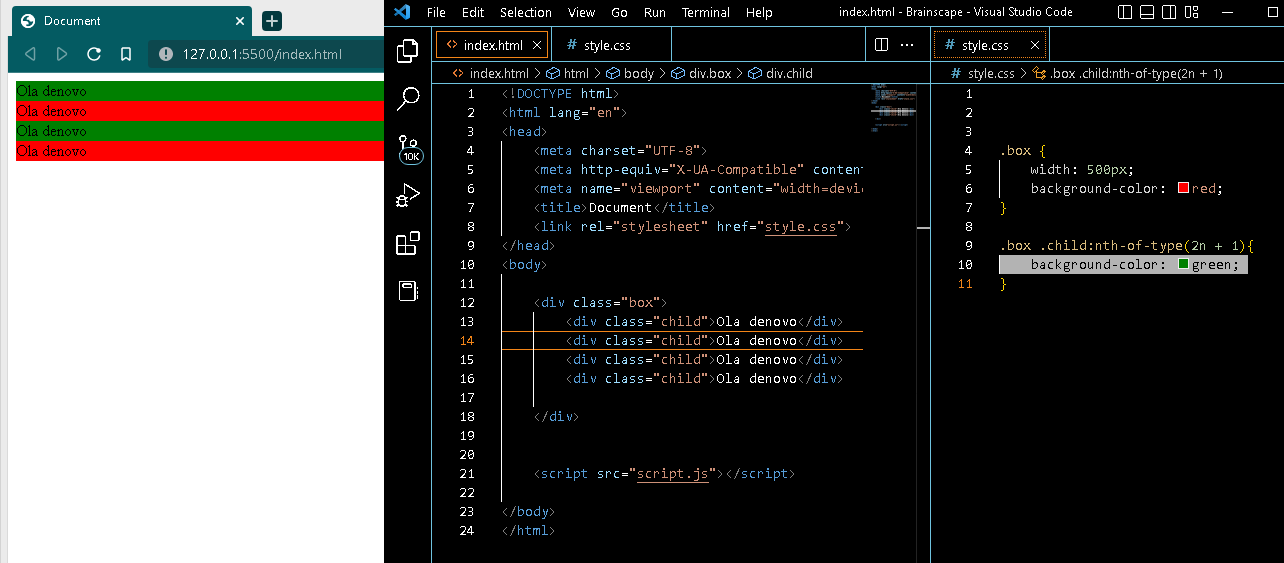 Document
127.0.0.1:5500/index.html
Ola denovo
Ola denovo
Ola denovo
Ola denovo
File Edit Selection View Go Run Terminal Help
index.html - Brainscape - Visual Studio Code
10K
<> index.html
# style.css
<> index.html > html > body > div.box > div.child
1 <!DOCTYPE html>
2 <html lang="en">
3 <head>
4 <meta charset="UTF-8">
5 <meta http-equiv="X-UA-Compatible" content
6 <meta name="viewport" content="width=devic
7 <title>Document</title>
8 <link rel="stylesheet" href="style.css">
9 </head>
10 <body>
11
12 <div class="box">
13 <div class="child">Ola denovo</div>
14 <div class="child">Ola denovo</div>
15 <div class="child">Ola denovo</div>
16 <div class="child">Ola denovo</div>
17
18 </div>
19
20
21 <script src="script.js"></script>
22
23 </body>
24 </html>
# style.css
# style.css > .box .child:nth-of-type(2n + 1)
1
2
3
4 .box {
5 width: 500px;
6 background-color: red;
7 }
8
9 .box .child:nth-of-type(2n + 1){
10 background-color: green;
11 }